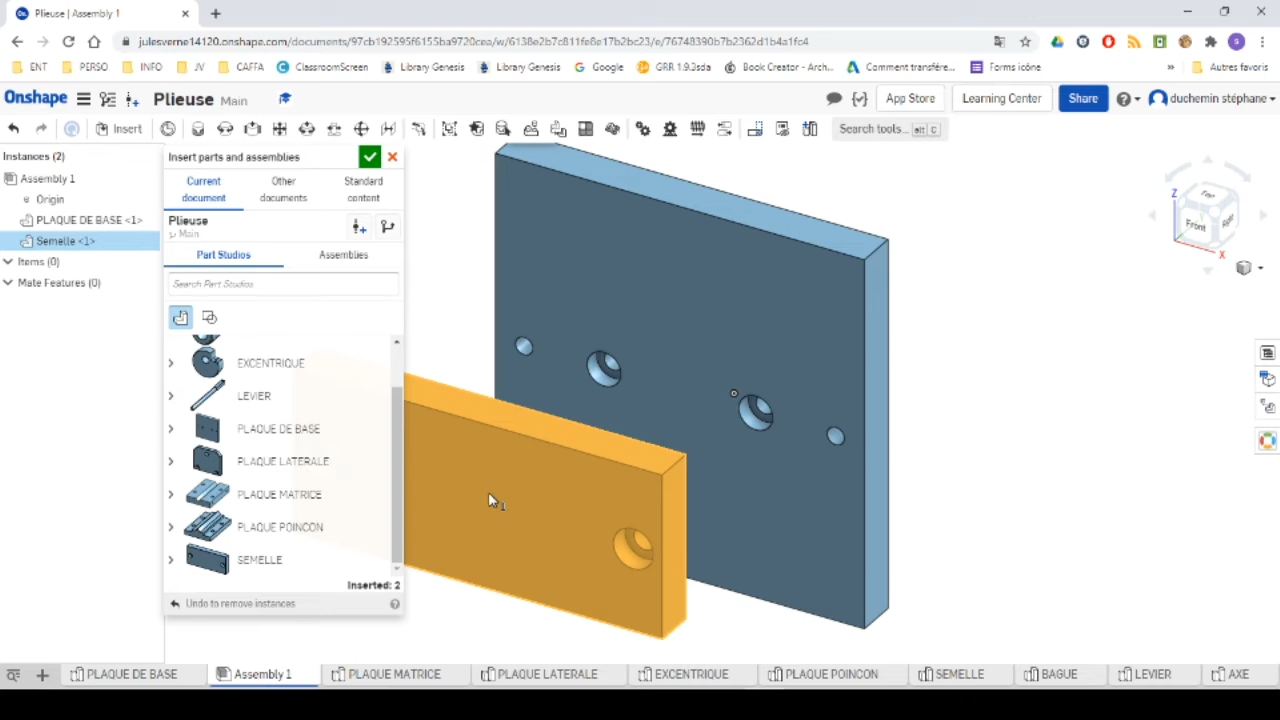 Plieuse | Assembly 1
julesverne14120.onshape.com/documents/97cb192595f6155ba9720cea/w/6138e2b7c811fe8e17b2bc23/e/76748390b7b2362d1b4a1fc4
ENT PERSO INFO JV CAFFA ClassroomScreen Library Genesis Library Genesis Google GRR 1.9.3sda Book Creator - Arch... Comment transfére... Forms icône » Autres favoris
Onshape Plieuse Main App Store Learning Center Share duchemin stéphane
Insert Search tools... alt C
Instances (2)
Assembly 1
Origin
PLAQUE DE BASE <1>
Semelle <1>
Items (0)
Mate Features (0)
Insert parts and assemblies
Current document
Other documents
Standard content
Plieuse
Main
Part Studios Assemblies
Search Part Studios
EXCENTRIQUE
LEVIER
PLAQUE DE BASE
PLAQUE LATERALE
PLAQUE MATRICE
PLAQUE POINCON
SEMELLE
Inserted: 2
Undo to remove instances
Top
Front
Right
Z
X
1
PLAQUE DE BASE Assembly 1 PLAQUE MATRICE PLAQUE LATERALE EXCENTRIQUE PLAQUE POINCON SEMELLE BAGUE LEVIER AXE